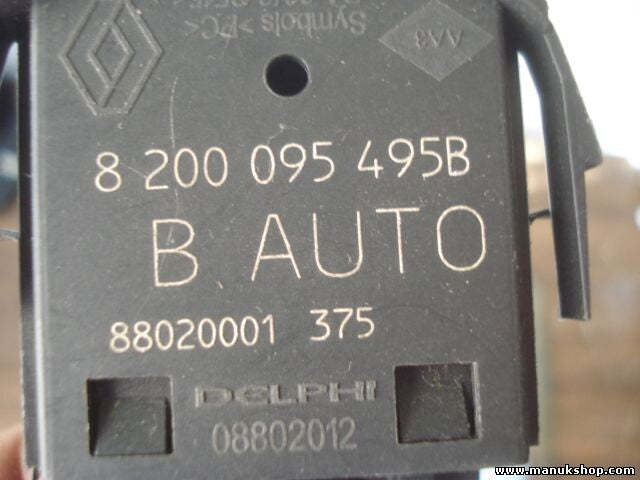 Symbols >PC<
AA3
8 200 095 495B
B AUTO
88020001 375
DELPHI
08802012
www.manukshop.com